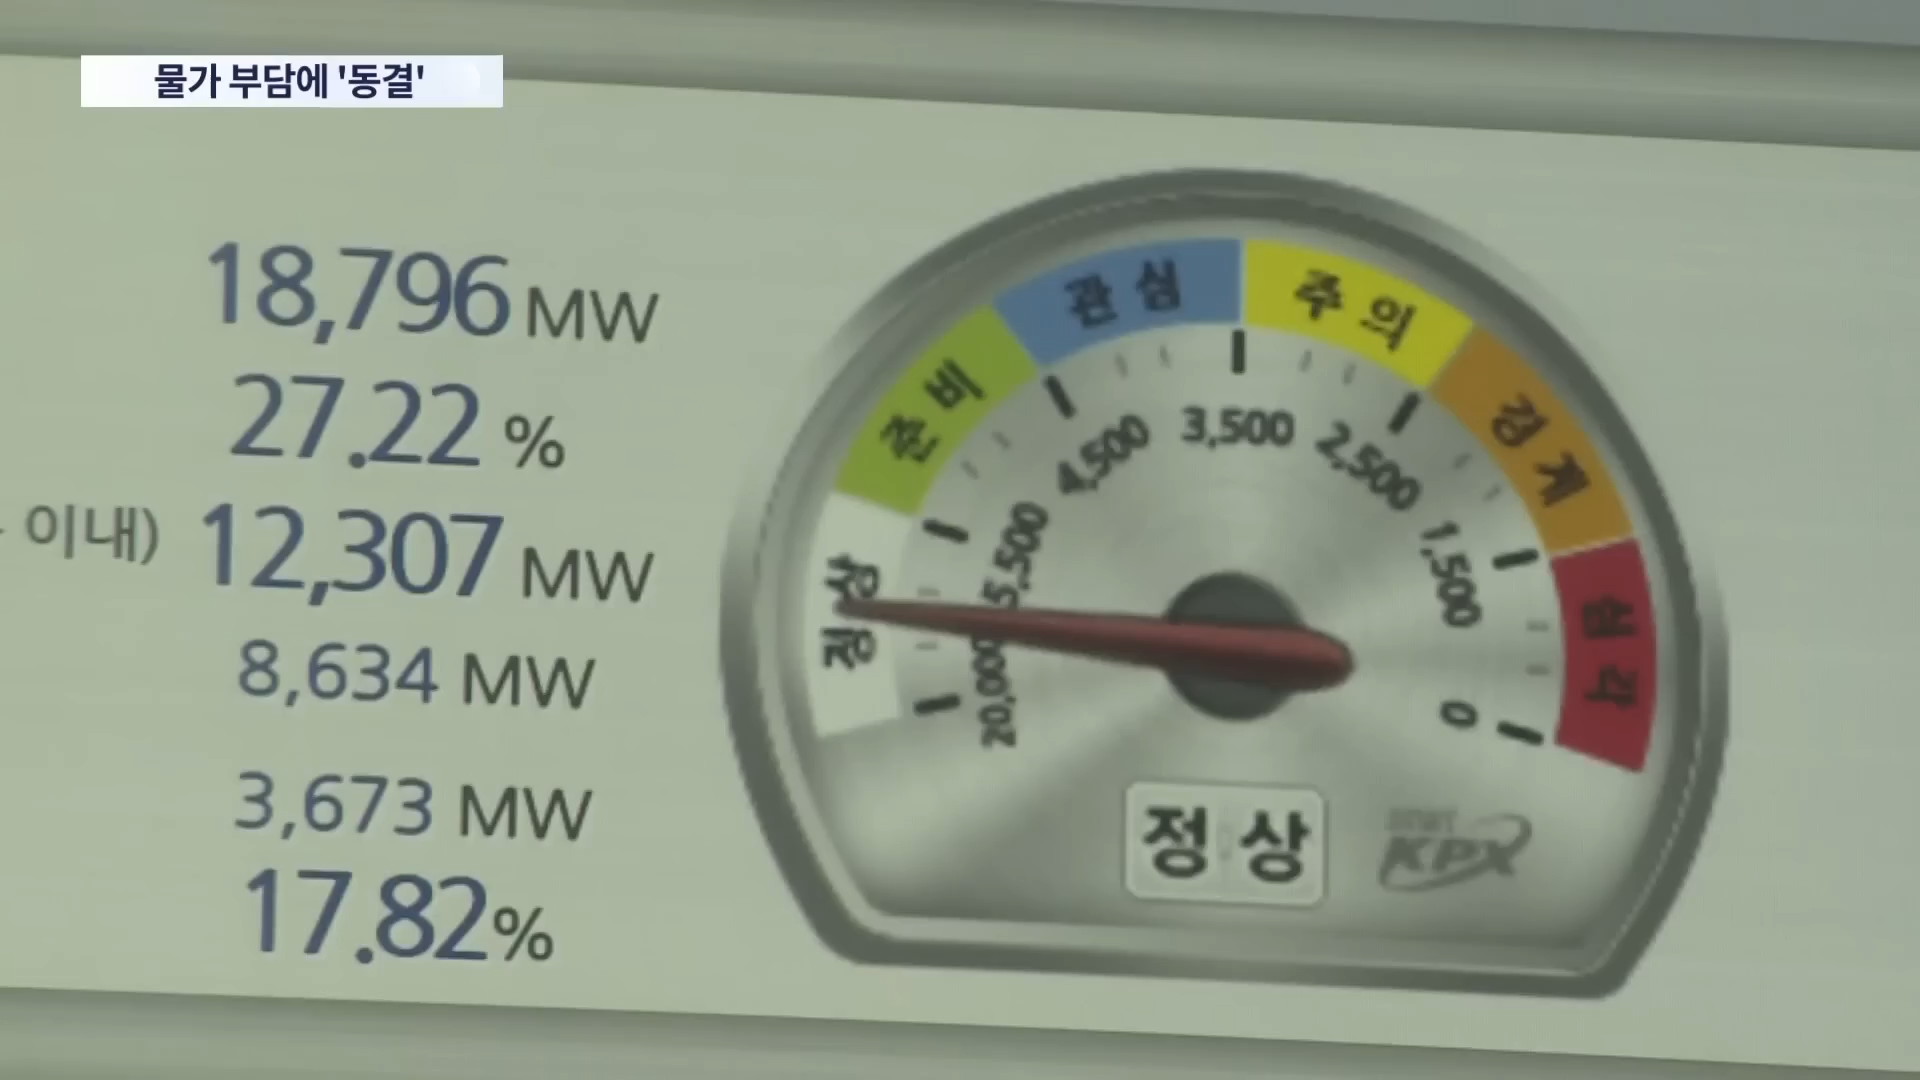 물가 부담에 '동결'
18,796 MW
27.22 %
이내) 12,307 MW
8,634 MW
3,673 MW
17.82%
정상
준비
관심
주의
경계
심각
20,000
5,500
4,500
3,500
2,500
1,500
0
정상
KPX